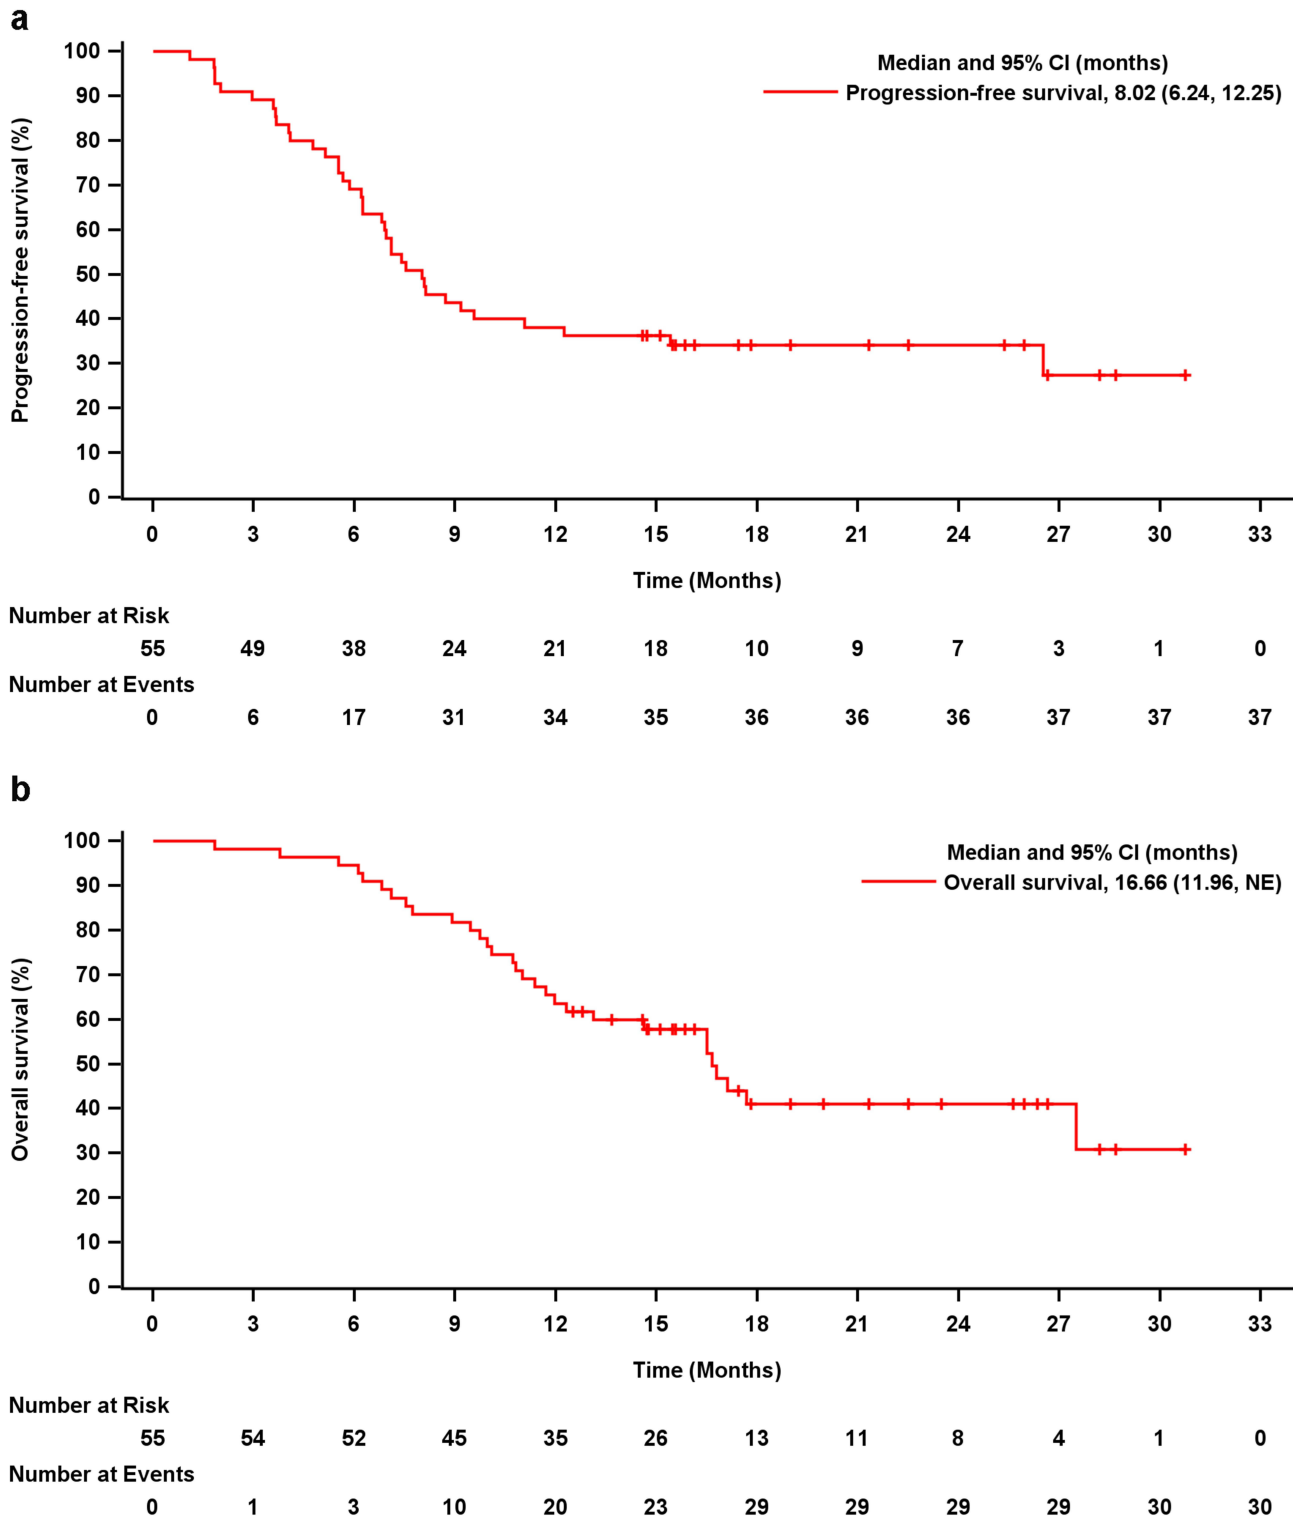 a
Median and 95% CI (months)
Progression-free survival, 8.02 (6.24, 12.25)
Progression-free survival (%)
100
90
80
70
60
50
40
30
20
10
0
0 3 6 9 12 15 18 21 24 27 30 33
Time (Months)
Number at Risk
55 49 38 24 21 18 10 9 7 3 1 0
Number at Events
0 6 17 31 34 35 36 36 36 37 37 37
b
Median and 95% CI (months)
Overall survival, 16.66 (11.96, NE)
Overall survival (%)
100
90
80
70
60
50
40
30
20
10
0
0 3 6 9 12 15 18 21 24 27 30 33
Time (Months)
Number at Risk
55 54 52 45 35 26 13 11 8 4 1 0
Number at Events
0 1 3 10 20 23 29 29 29 29 30 30